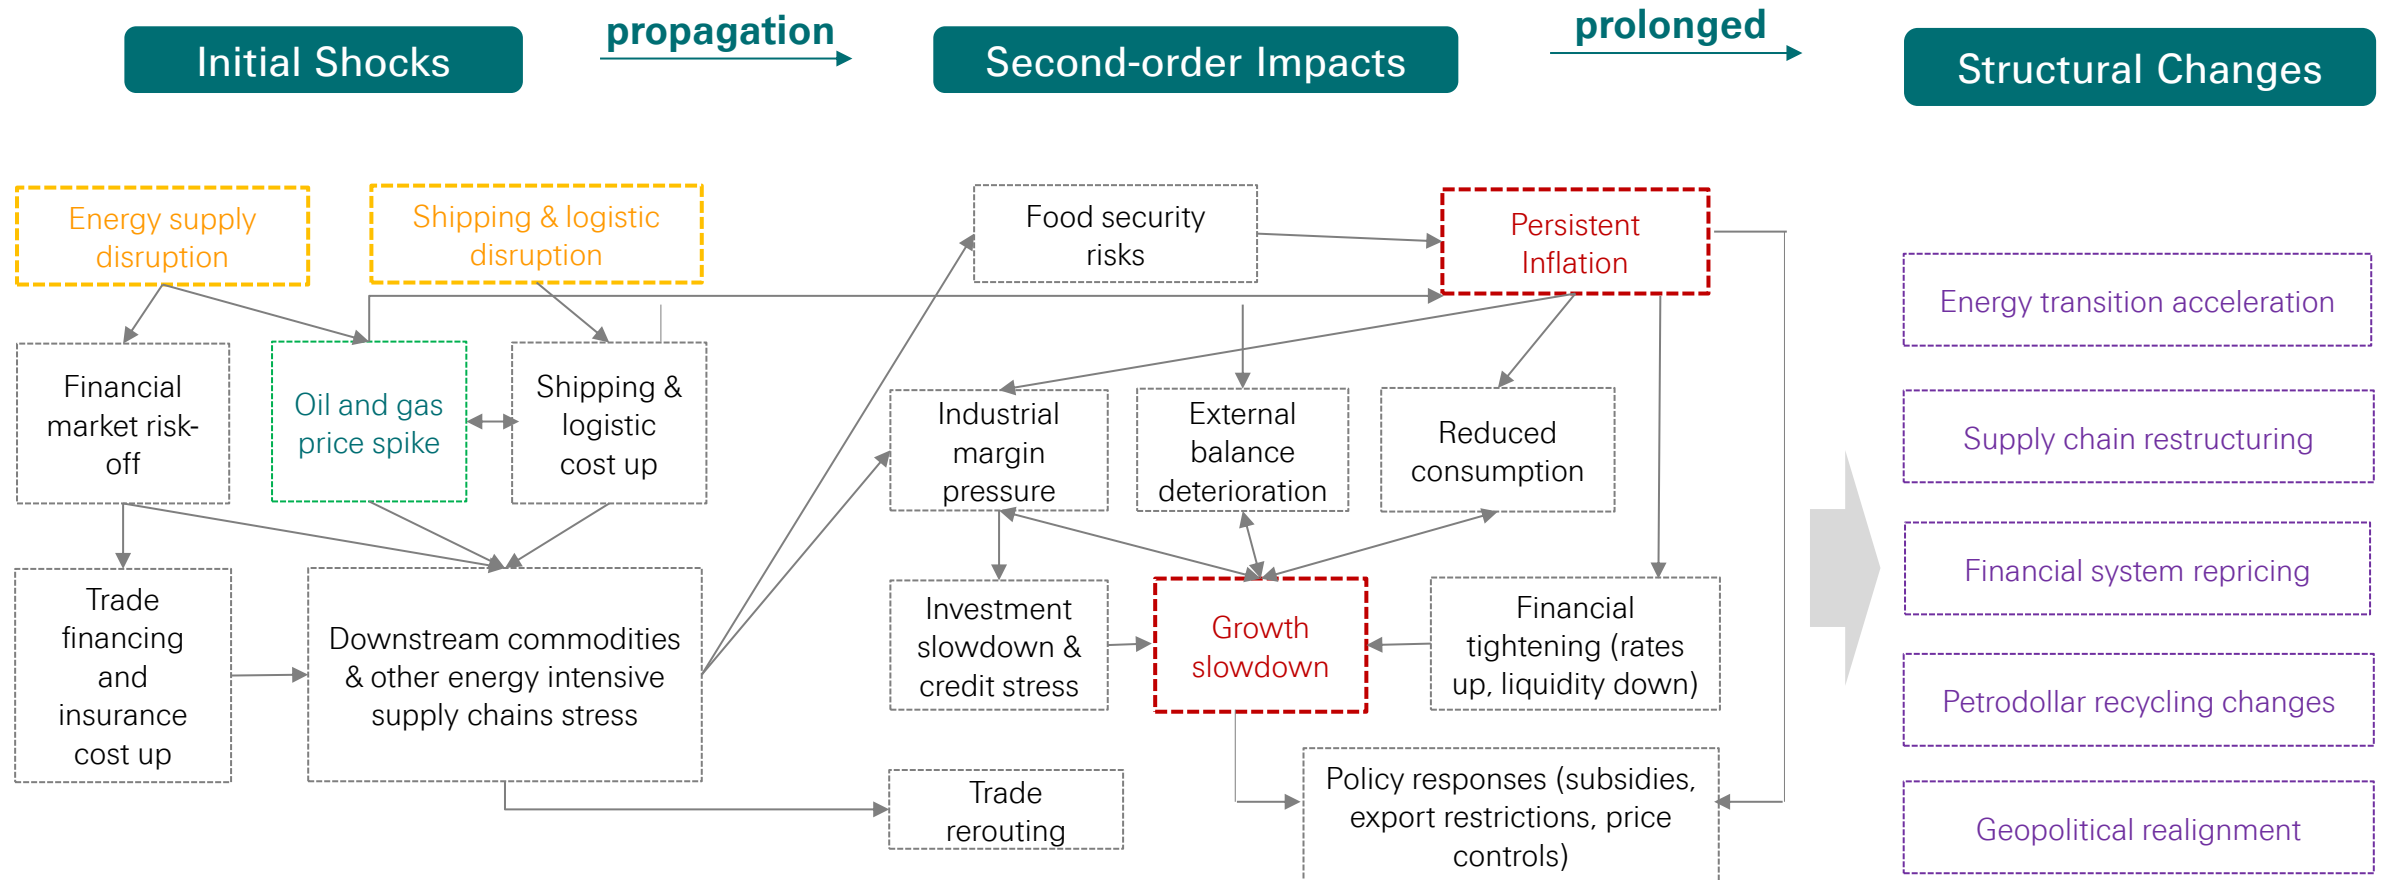 Initial Shocks
propagation
Second-order Impacts
prolonged
Structural Changes
Energy supply
disruption
Shipping & logistic
disruption
Financial
market risk-
off
Oil and gas
price spike
Shipping &
logistic
cost up
Trade
financing
and
insurance
cost up
Downstream commodities
& other energy intensive
supply chains stress
Food security
risks
Persistent
Inflation
Industrial
margin
pressure
External
balance
deterioration
Reduced
consumption
Investment
slowdown &
credit stress
Growth
slowdown
Financial
tightening (rates
up, liquidity down)
Trade
rerouting
Policy responses (subsidies,
export restrictions, price
controls)
Energy transition acceleration
Supply chain restructuring
Financial system repricing
Petrodollar recycling changes
Geopolitical realignment